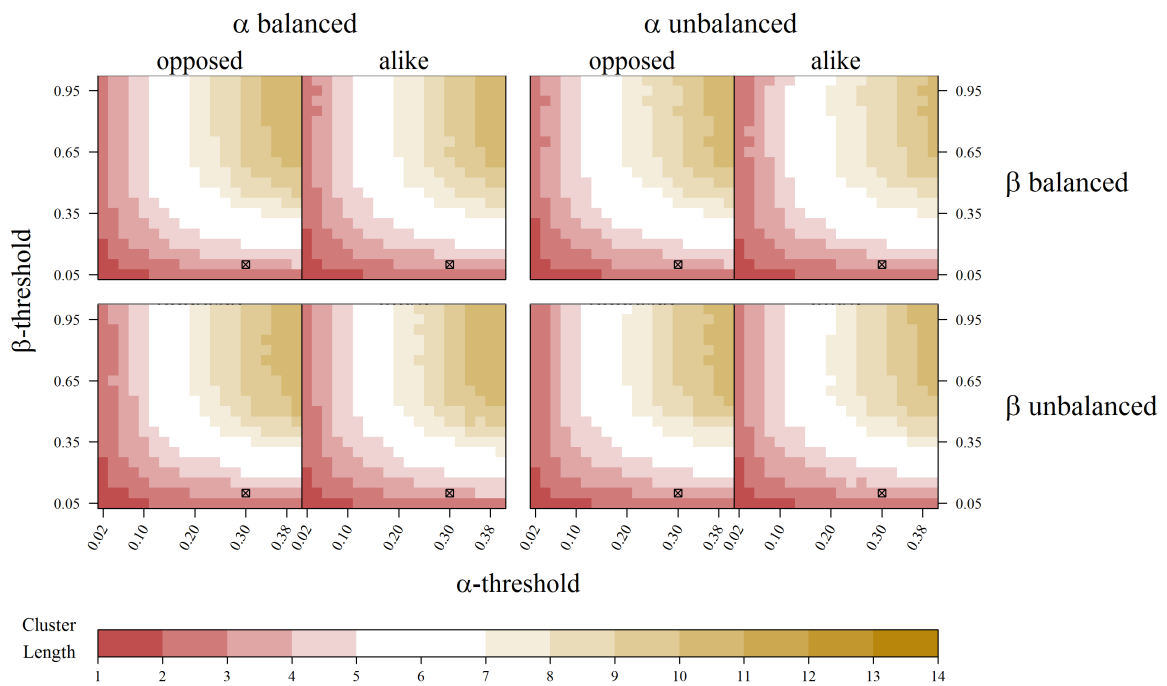 α balanced α unbalanced
opposed alike opposed alike
0.95 0.95
0.65 0.65
0.35 0.35
0.05 0.05
β balanced
β-threshold
0.95 0.95
0.65 0.65
0.35 0.35
0.05 0.05
β unbalanced
0.02 0.10 0.20 0.30 0.38 0.02 0.10 0.20 0.30 0.38 0.02 0.10 0.20 0.30 0.38 0.02 0.10 0.20 0.30 0.38
α-threshold
Cluster
Length
1 2 3 4 5 6 7 8 9 10 11 12 13 14